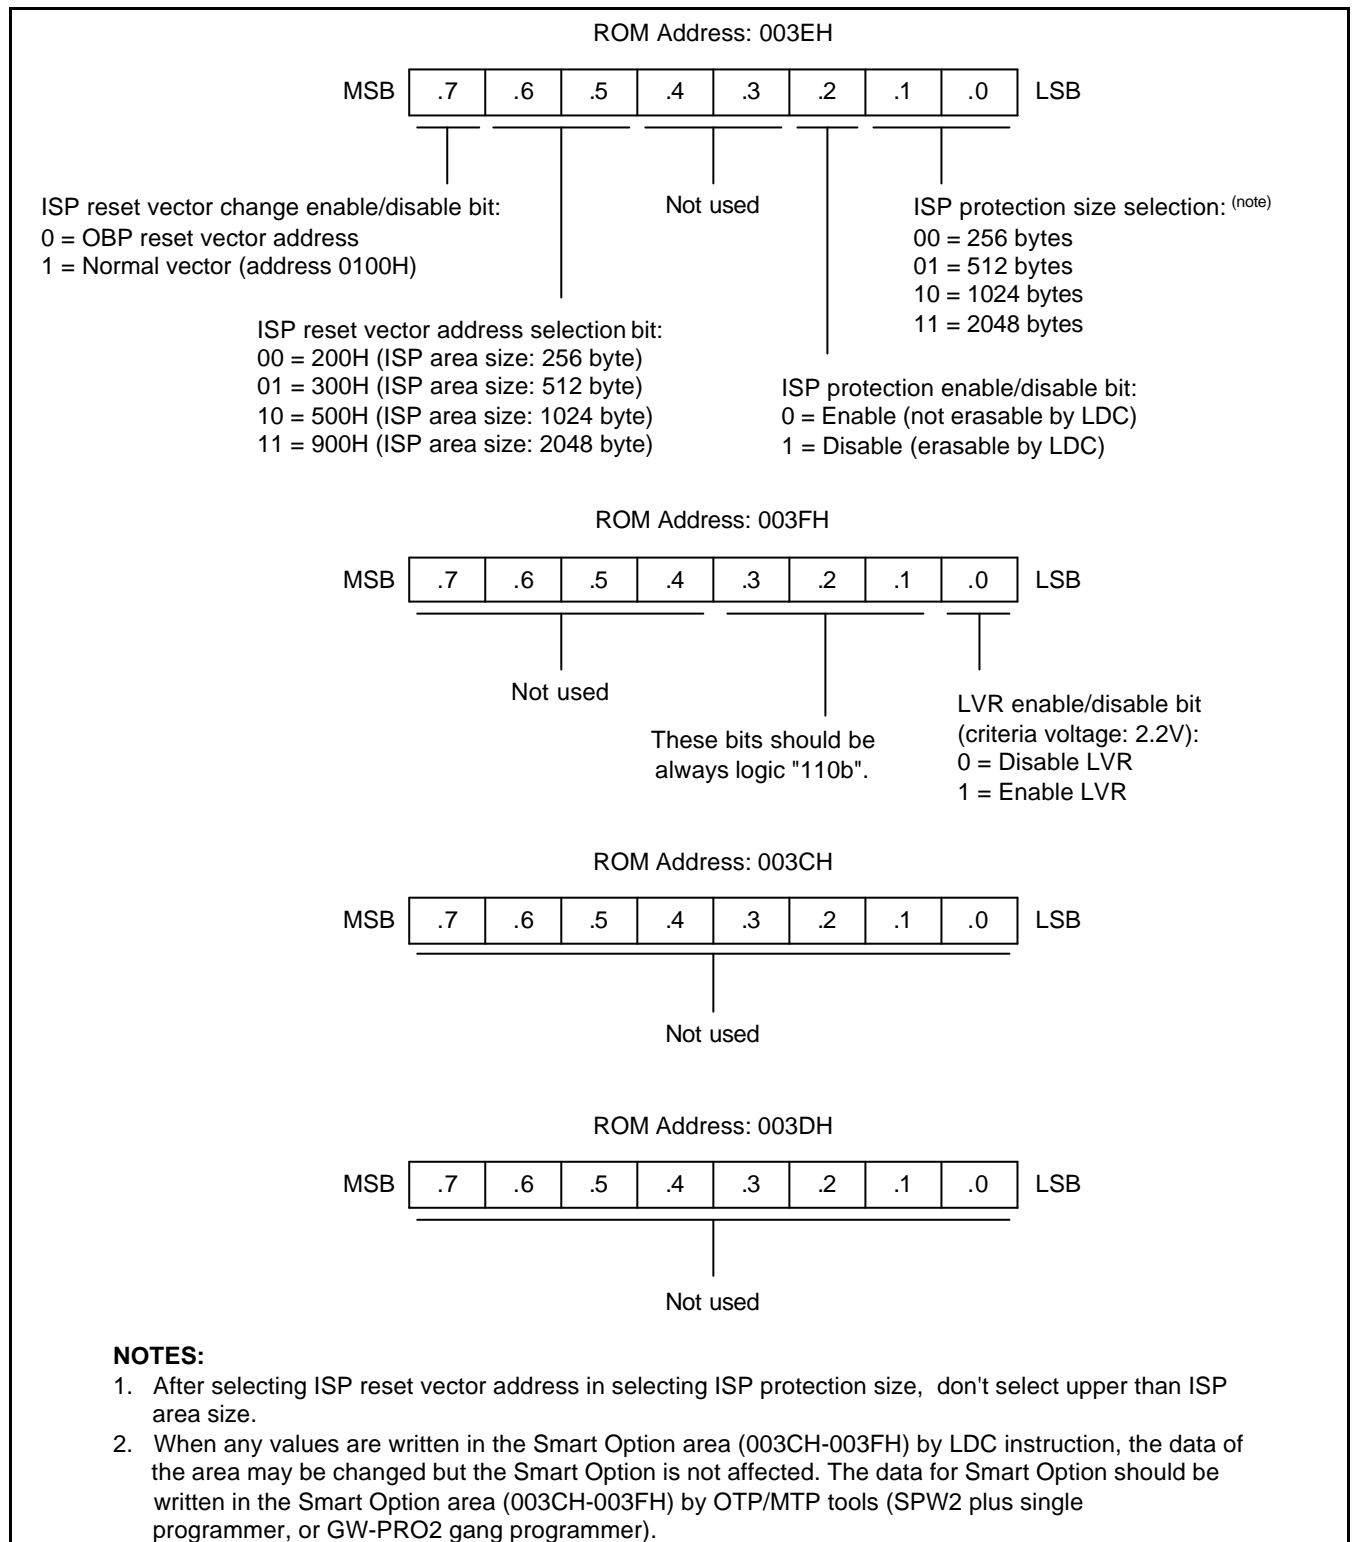 ROM Address: 003EH
MSB .7 .6 .5 .4 .3 .2 .1 .0 LSB
ISP reset vector change enable/disable bit:
0 = OBP reset vector address
1 = Normal vector (address 0100H)
Not used
ISP protection size selection: (note)
00 = 256 bytes
01 = 512 bytes
10 = 1024 bytes
11 = 2048 bytes
ISP reset vector address selection bit:
00 = 200H (ISP area size: 256 byte)
01 = 300H (ISP area size: 512 byte)
10 = 500H (ISP area size: 1024 byte)
11 = 900H (ISP area size: 2048 byte)
ISP protection enable/disable bit:
0 = Enable (not erasable by LDC)
1 = Disable (erasable by LDC)
ROM Address: 003FH
MSB .7 .6 .5 .4 .3 .2 .1 .0 LSB
Not used
These bits should be
always logic "110b".
LVR enable/disable bit
(criteria voltage: 2.2V):
0 = Disable LVR
1 = Enable LVR
ROM Address: 003CH
MSB .7 .6 .5 .4 .3 .2 .1 .0 LSB
Not used
ROM Address: 003DH
MSB .7 .6 .5 .4 .3 .2 .1 .0 LSB
Not used
NOTES:
1. After selecting ISP reset vector address in selecting ISP protection size, don't select upper than ISP
area size.
2. When any values are written in the Smart Option area (003CH-003FH) by LDC instruction, the data of
the area may be changed but the Smart Option is not affected. The data for Smart Option should be
written in the Smart Option area (003CH-003FH) by OTP/MTP tools (SPW2 plus single
programmer, or GW-PRO2 gang programmer).